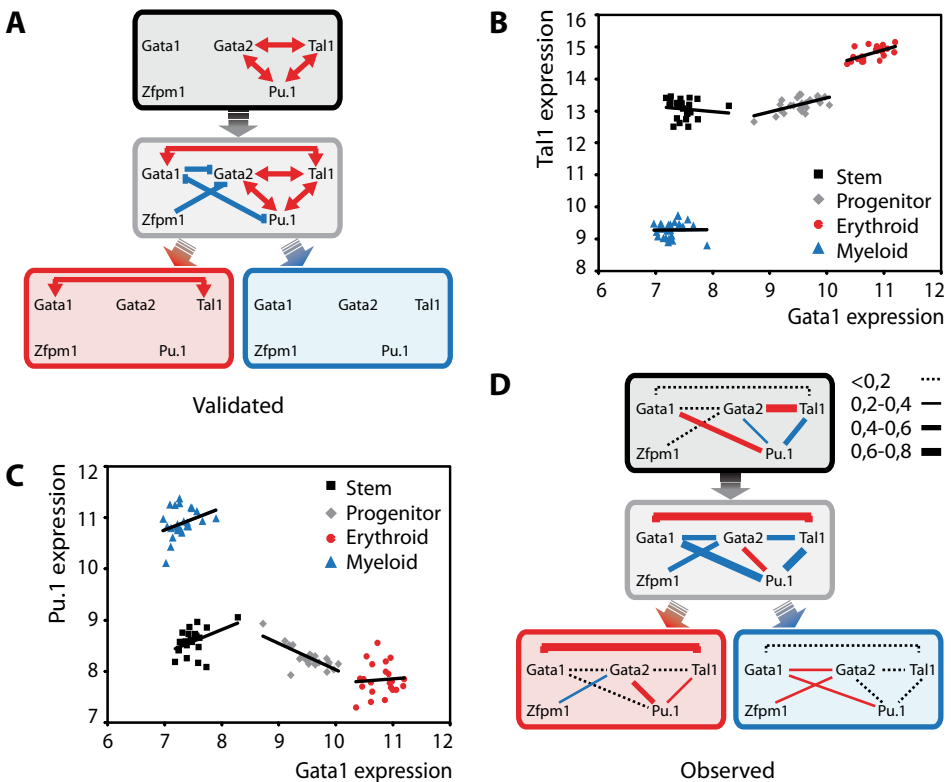 A
Gata1 Gata2 Tal1
Zfpm1 Pu.1
Gata1 Gata2 Tal1
Zfpm1 Pu.1
Gata1 Gata2 Tal1
Zfpm1 Pu.1
Gata1 Gata2 Tal1
Zfpm1 Pu.1
Validated
B
Tal1 expression
16
15
14
13
12
11
10
9
8
6 7 8 9 10 11 12
Gata1 expression
Stem
Progenitor
Erythroid
Myeloid
C
Pu.1 expression
12
11
10
9
8
7
6 7 8 9 10 11 12
Gata1 expression
Stem
Progenitor
Erythroid
Myeloid
D
<0,2
0,2-0,4
0,4-0,6
0,6-0,8
Gata1 Gata2 Tal1
Zfpm1 Pu.1
Gata1 Gata2 Tal1
Zfpm1 Pu.1
Gata1 Gata2 Tal1
Zfpm1 Pu.1
Gata1 Gata2 Tal1
Zfpm1 Pu.1
Observed